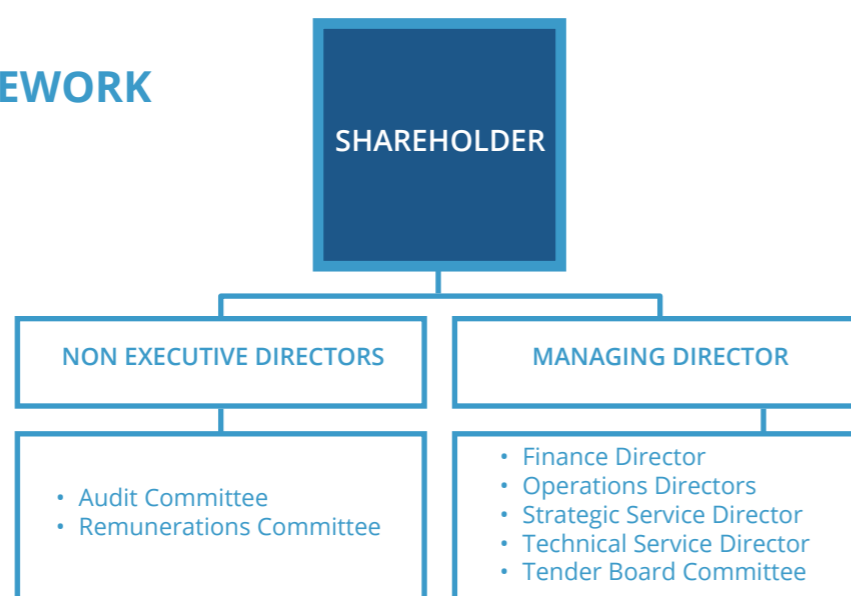 EWORK
SHAREHOLDER
NON EXECUTIVE DIRECTORS
MANAGING DIRECTOR
• Audit Committee
• Remunerations Committee
• Finance Director
• Operations Directors
• Strategic Service Director
• Technical Service Director
• Tender Board Committee